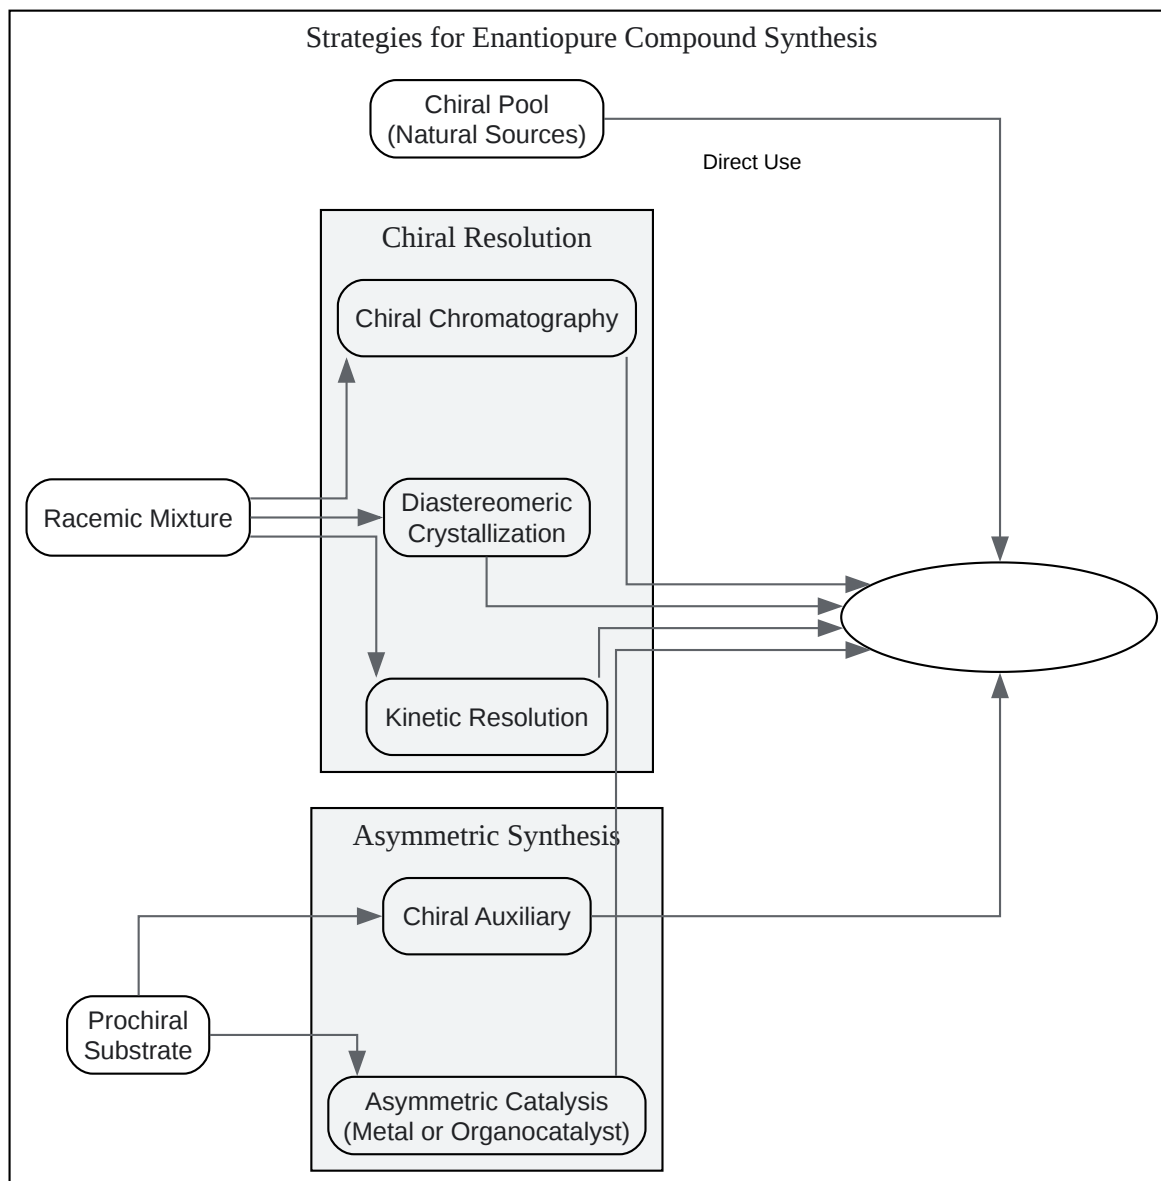 Strategies for Enantiopure Compound Synthesis
Chiral Pool
(Natural Sources)
Direct Use
Chiral Resolution
Chiral Chromatography
Racemic Mixture
Diastereomeric
Crystallization
Kinetic Resolution
Asymmetric Synthesis
Chiral Auxiliary
Prochiral
Substrate
Asymmetric Catalysis
(Metal or Organocatalyst)